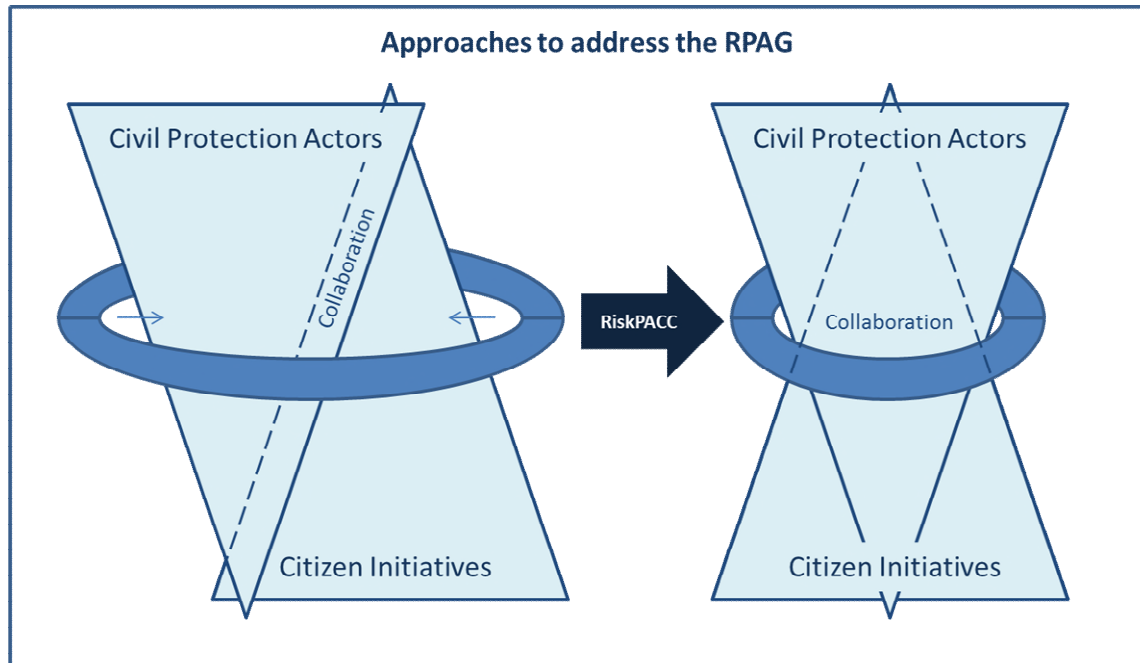 Approaches to address the RPAG
Civil Protection Actors
Collaboration
Citizen Initiatives
RiskPACC
Civil Protection Actors
Collaboration
Citizen Initiatives